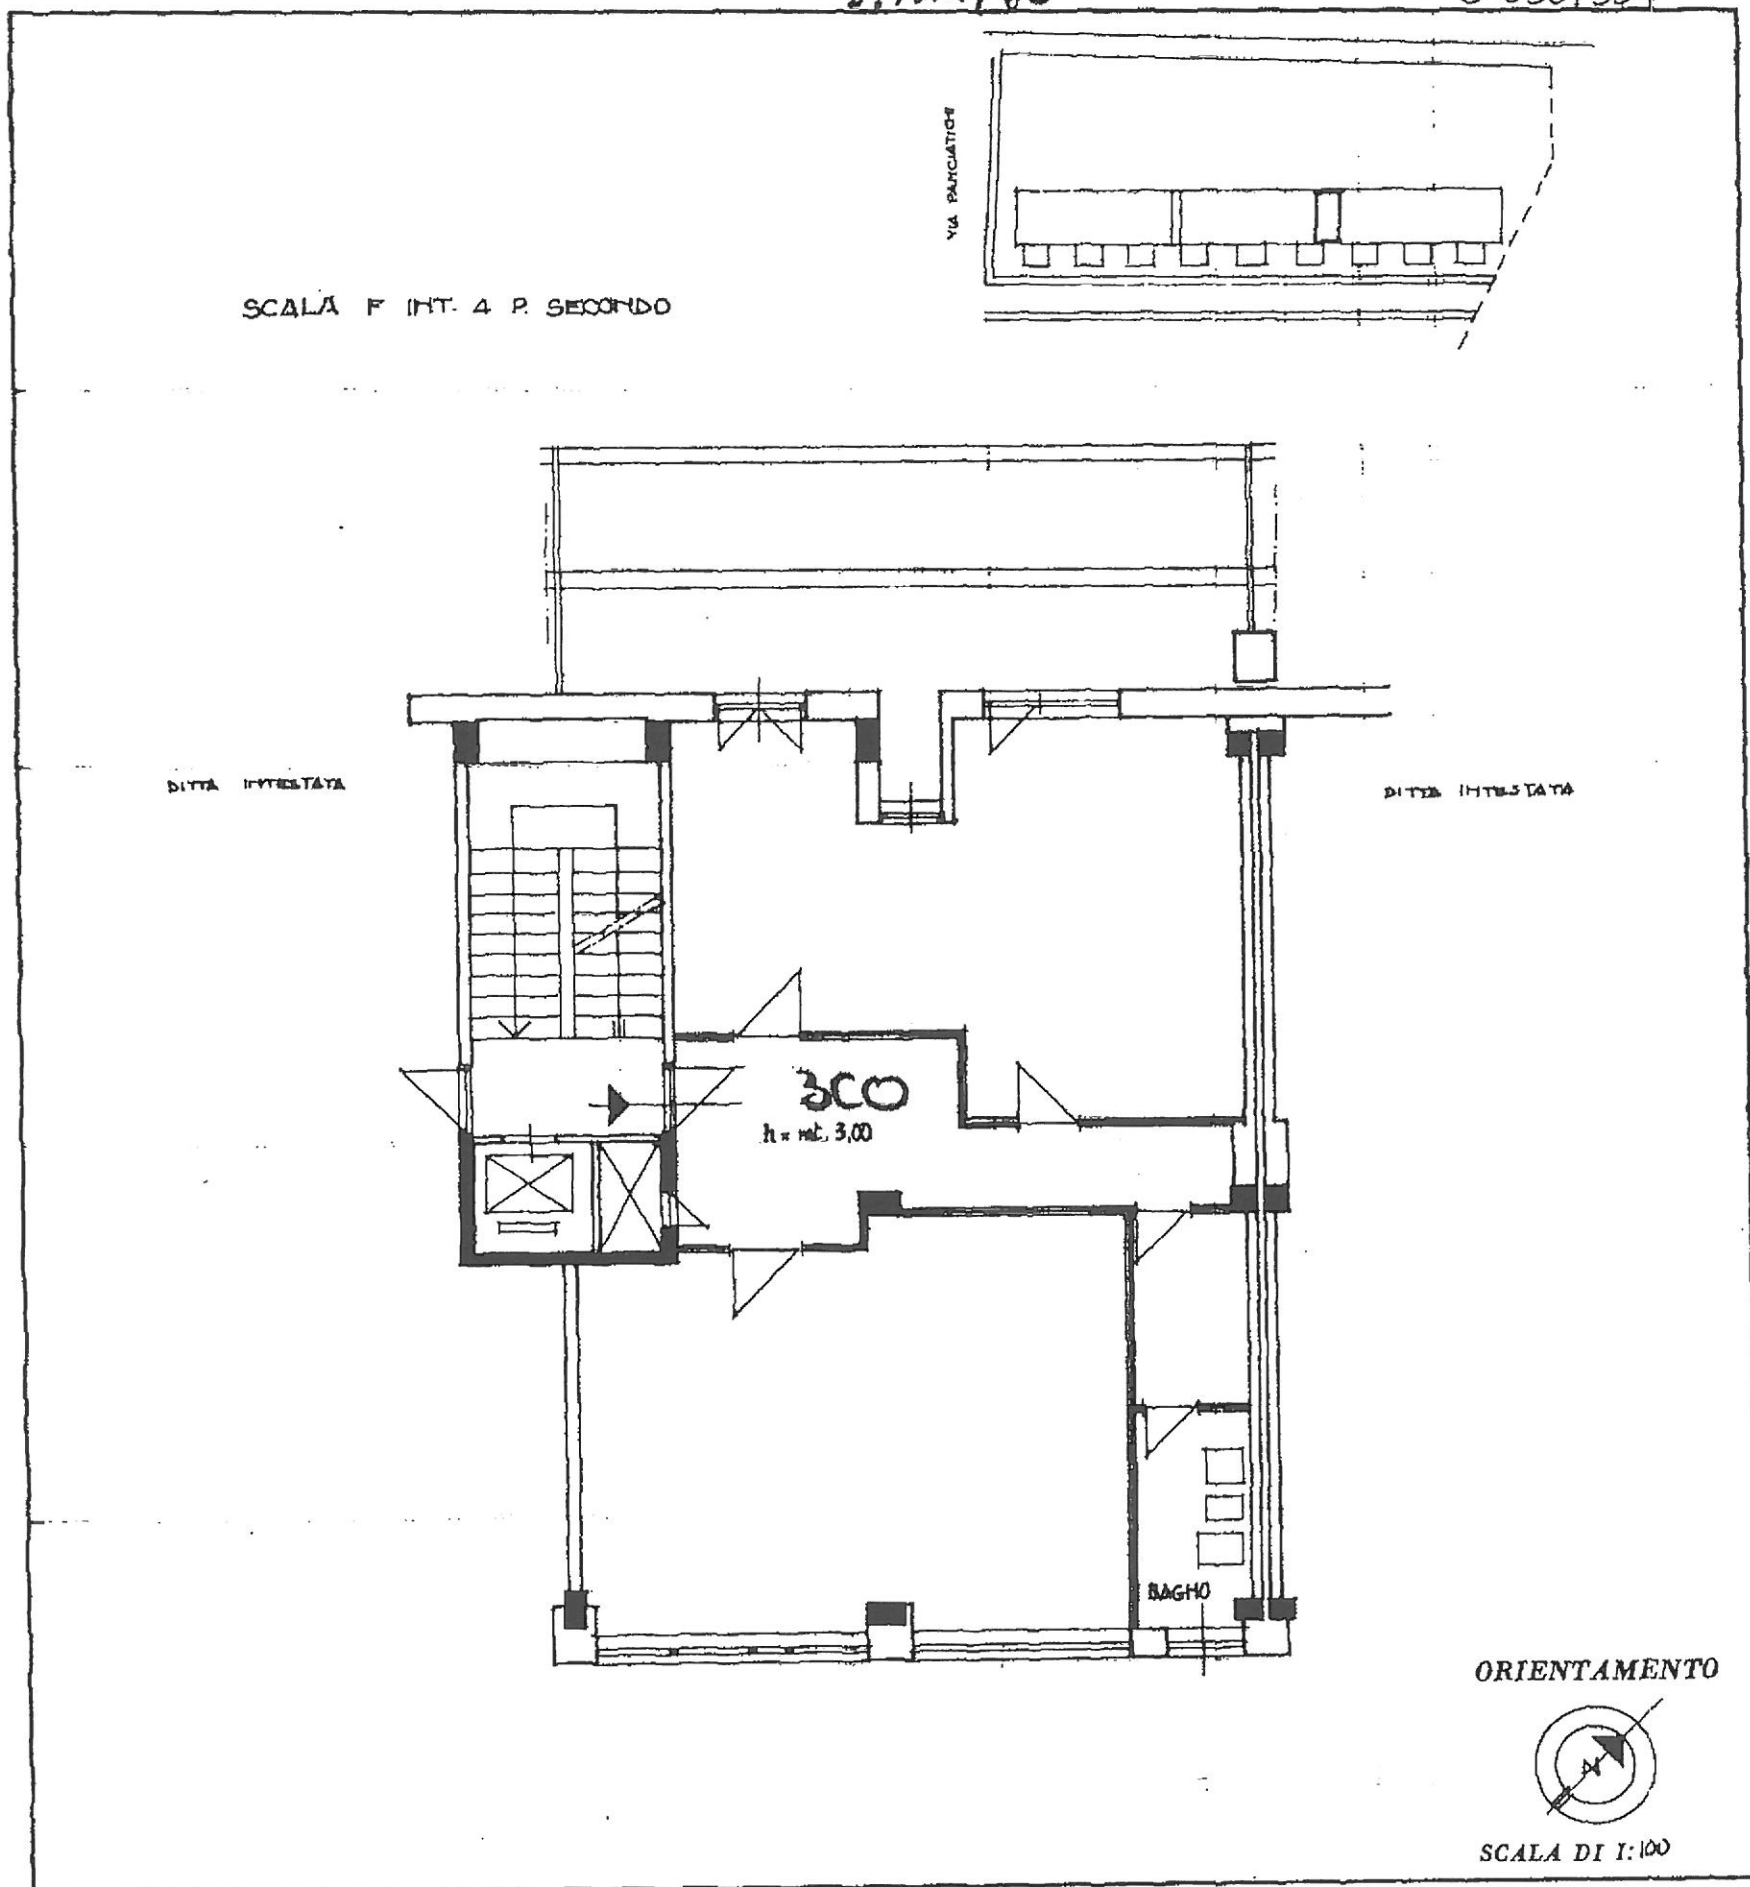 VIA PANCIATICHI
SCALA F INT. 4 P. SECONDO
DITTA INTESTATA
DITTA INTESTATA
3CO
h = mt. 3,00
BAGNO
ORIENTAMENTO
N
SCALA DI 1:100